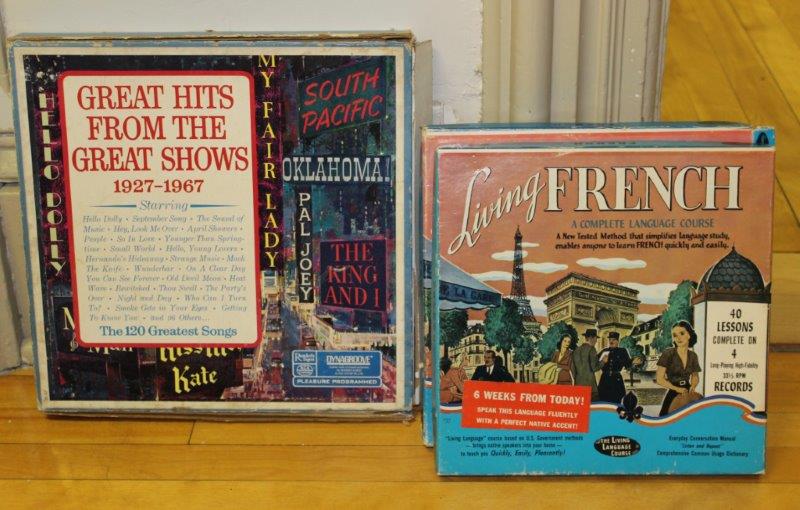 GREAT HITS
FROM THE
GREAT SHOWS
1927-1967
Starring
Hello Dolly • September Song • The Sound of
Music • Hey, Look Me Over • April Showers •
People • So In Love • Younger Than Spring-
time • Small World • Hello, Young Lovers •
Hernando's Hideaway • Strange Music • Mack
The Knife • Wunderbar • On A Clear Day
You Can See Forever • Old Devil Moon • Heat
Wave • Bewitched • Thou Swell • The Party's
Over • Night and Day • Who Can I Turn
To? • Smoke Gets in Your Eyes • Getting
To Know You • and 96 Others...
The 120 Greatest Songs
HELLO DOLLY
MY FAIR LADY
SOUTH
PACIFIC
OKLAHOMA!
PAL JOEY
THE
KING
AND I
Kiss Me
Kate
DYNAGROOVE
PLEASURE PROGRAMMED
Living FRENCH
A COMPLETE LANGUAGE COURSE
A New Tested Method that simplifies language study,
enables anyone to learn FRENCH quickly and easily.
DE LA GARE
40
LESSONS
COMPLETE ON
4
Long-Playing, High-Fidelity
33⅓ RPM
RECORDS
6 WEEKS FROM TODAY!
SPEAK THIS LANGUAGE FLUENTLY
WITH A PERFECT NATIVE ACCENT!
"Living Language" course based on U.S. Government methods
— brings native speakers into your home —
to teach you Quickly, Easily, Pleasantly!
THE LIVING
LANGUAGE
COURSE
Everyday Conversation Manual
"Listen and Repeat"
Comprehensive Common Usage Dictionary